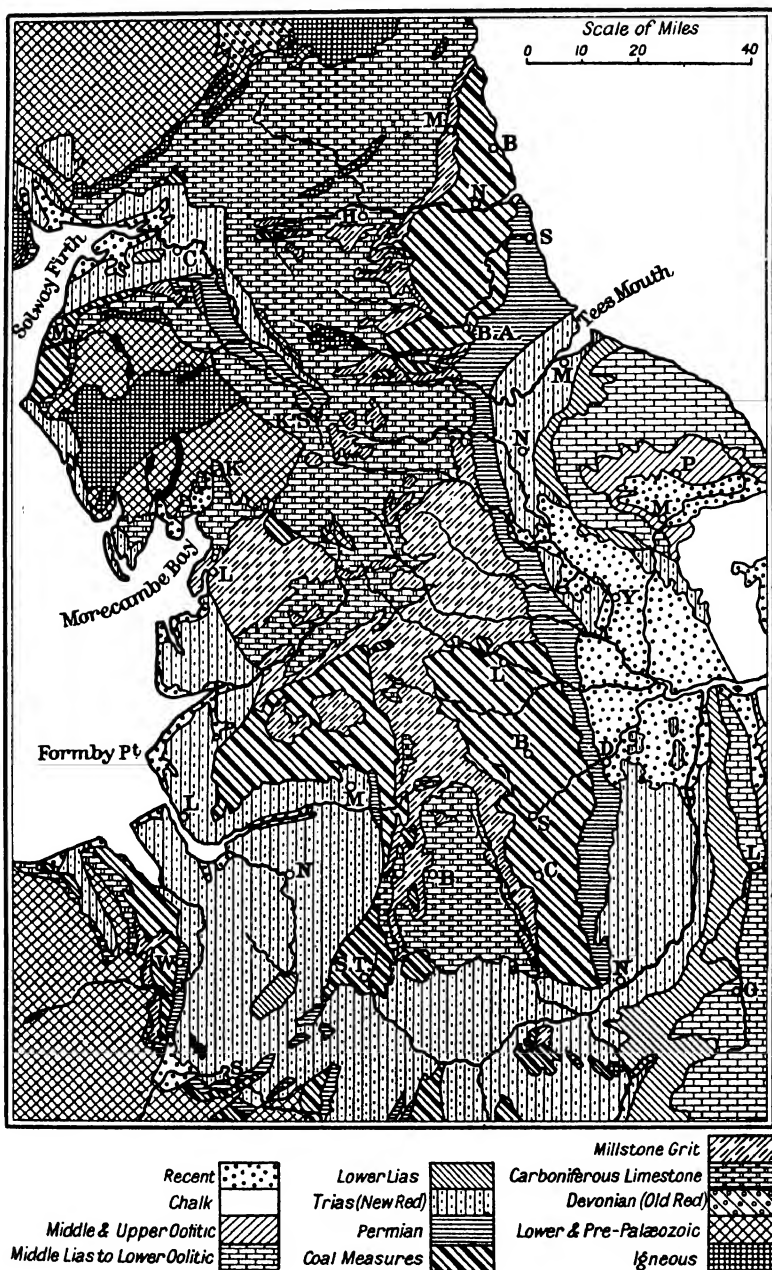 Scale of Miles
0 10 20 40
M
B
N
H
S
C
Solway Firth
Tees Mouth
B.A.
M
M
K.S.
N
P
K
M
Morecambe Bay
L
Y
L
Formby Pt
B
D
L
M
S
L
N
B
C
W
S.T.
N
G
S
Recent
Chalk
Middle & Upper Oolitic
Middle Lias to Lower Oolitic
Lower Lias
Trias (New Red)
Permian
Coal Measures
Millstone Grit
Carboniferous Limestone
Devonian (Old Red)
Lower & Pre-Palæozoic
Igneous